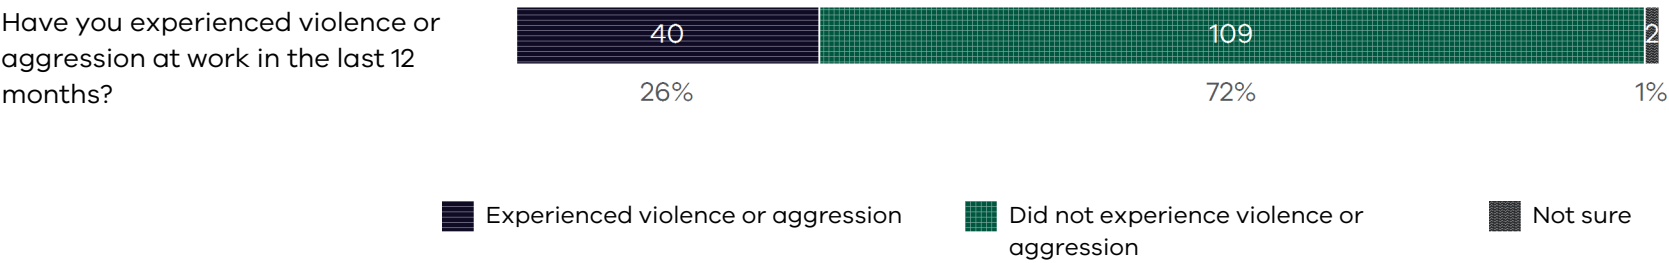 Have you experienced violence or
aggression at work in the last 12
months?
40
109
2
26%
72%
1%
Experienced violence or aggression
Did not experience violence or
aggression
Not sure